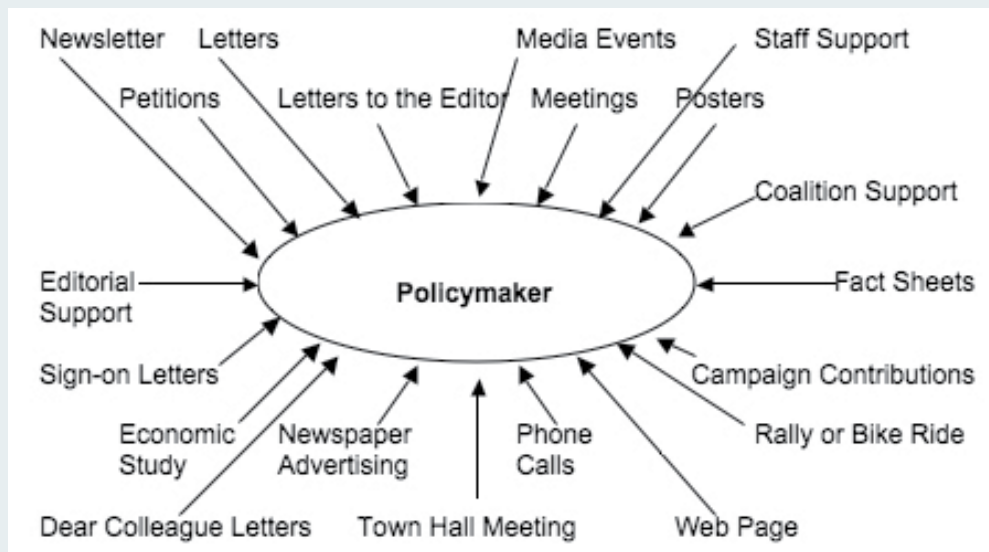 Newsletter Letters Media Events Staff Support
Petitions Letters to the Editor Meetings Posters
Coalition Support
Editorial
Support
Policymaker
Fact Sheets
Sign-on Letters
Campaign Contributions
Economic
Study
Newspaper
Advertising
Phone
Calls
Rally or Bike Ride
Dear Colleague Letters Town Hall Meeting Web Page